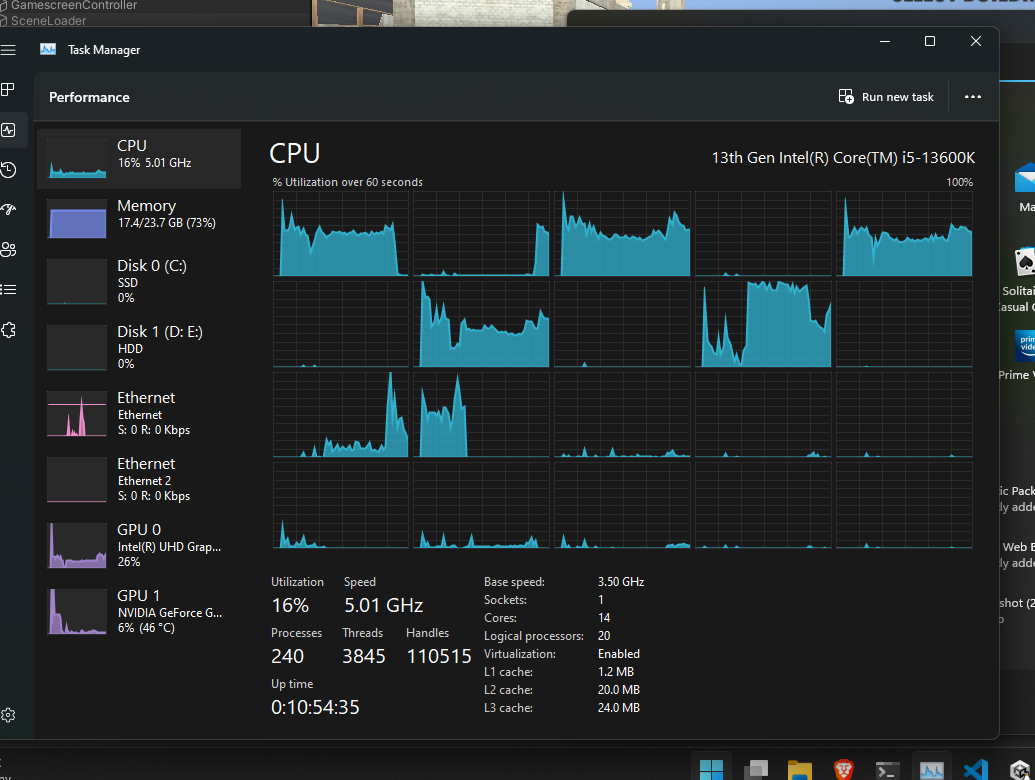 GamescreenController
SceneLoader
Task Manager
Performance
Run new task
CPU
16% 5.01 GHz
Memory
17.4/23.7 GB (73%)
Disk 0 (C:)
SSD
0%
Disk 1 (D: E:)
HDD
0%
Ethernet
Ethernet
S: 0 R: 0 Kbps
Ethernet
Ethernet 2
S: 0 R: 0 Kbps
GPU 0
Intel(R) UHD Grap...
26%
GPU 1
NVIDIA GeForce G...
6% (46 °C)
CPU
13th Gen Intel(R) Core(TM) i5-13600K
% Utilization over 60 seconds
100%
Utilization
16%
Speed
5.01 GHz
Processes
240
Threads
3845
Handles
110515
Up time
0:10:54:35
Base speed: 3.50 GHz
Sockets: 1
Cores: 14
Logical processors: 20
Virtualization: Enabled
L1 cache: 1.2 MB
L2 cache: 20.0 MB
L3 cache: 24.0 MB
Ma
Solitai
asual G
prim
vide
Prime V
ic Pack
ly adde
Web E
ly adde
shot (2